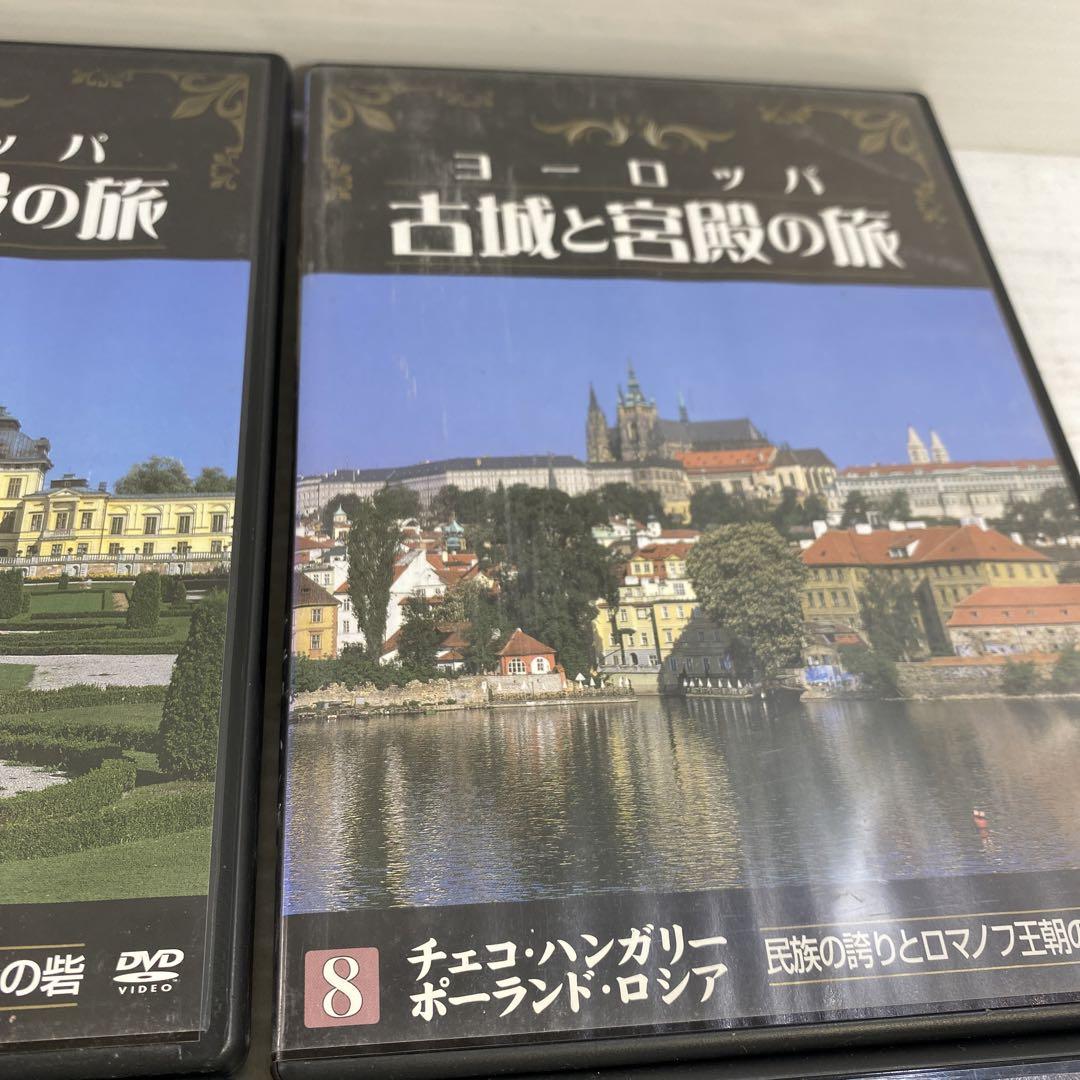 ッパ
の旅
の砦
DVD
VIDEO
ヨーロッパ
古城と宮殿の旅
8
チェコ・ハンガリー
ポーランド・ロシア
民族の誇りとロマノフ王朝の